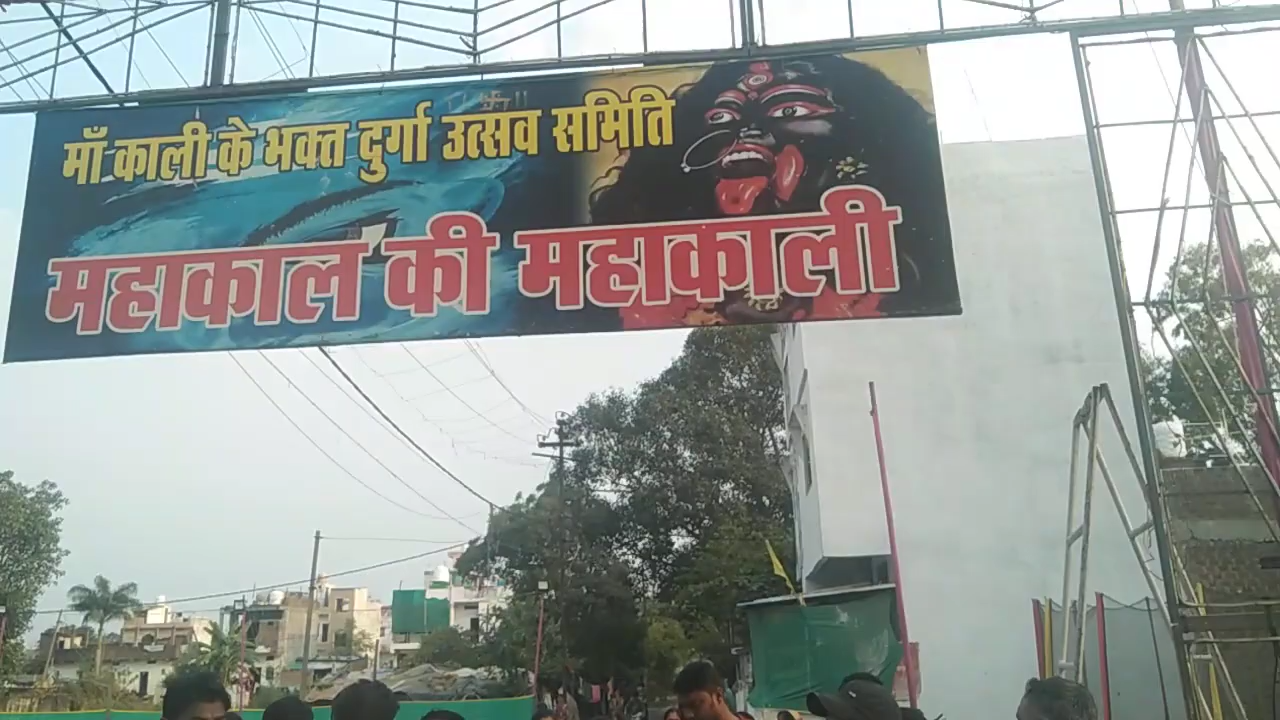 माँ काली के भक्त दुर्गा उत्सव समिति
महाकाल की महाकाली